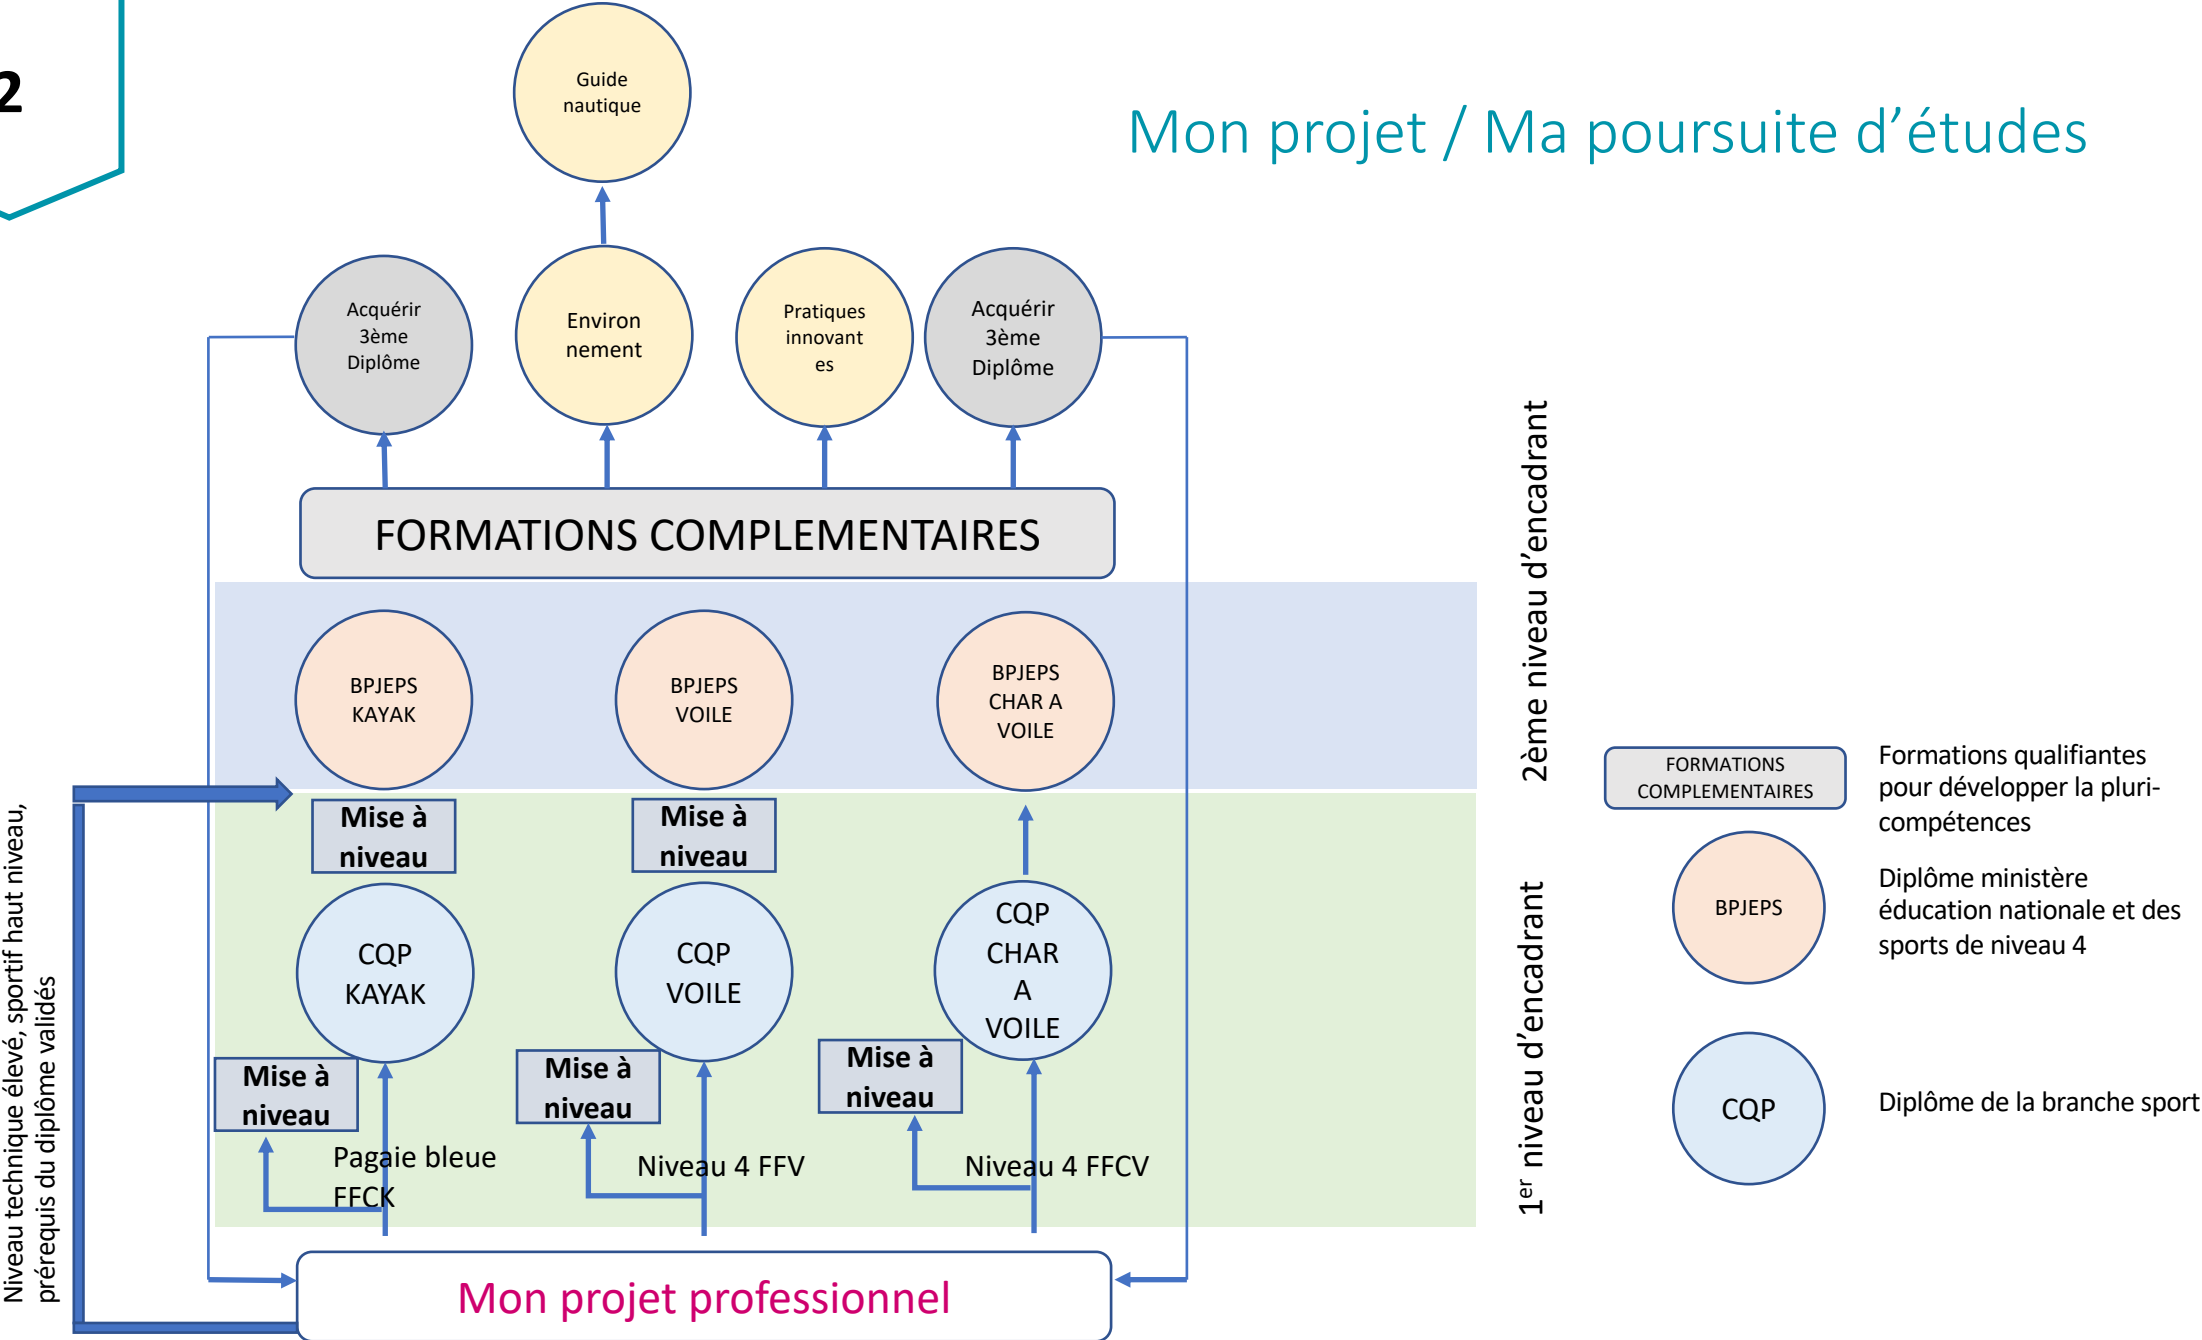 2
Mon projet / Ma poursuite d'études
Guide
nautique
Acquérir
3ème
Diplôme
Environ
nement
Pratiques
innovant
es
Acquérir
3ème
Diplôme
FORMATIONS COMPLEMENTAIRES
BPJEPS
KAYAK
BPJEPS
VOILE
BPJEPS
CHAR A
VOILE
2ème niveau d'encadrant
Mise à
niveau
Mise à
niveau
CQP
KAYAK
CQP
VOILE
CQP
CHAR
A
VOILE
1er niveau d'encadrant
Mise à
niveau
Mise à
niveau
Mise à
niveau
Pagaie bleue
FFCK
Niveau 4 FFV
Niveau 4 FFCV
Mon projet professionnel
Niveau technique élevé, sportif haut niveau,
prérequis du diplôme validés
FORMATIONS
COMPLEMENTAIRES
Formations qualifiantes
pour développer la pluri-
compétences
BPJEPS
Diplôme ministère
éducation nationale et des
sports de niveau 4
CQP
Diplôme de la branche sport